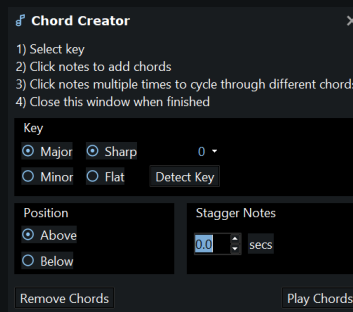 Chord Creator
1) Select key
2) Click notes to add chords
3) Click notes multiple times to cycle through different chords
4) Close this window when finished
Key
Major Sharp 0
Minor Flat Detect Key
Position Stagger Notes
Above
0.0 secs
Below
Remove Chords Play Chords